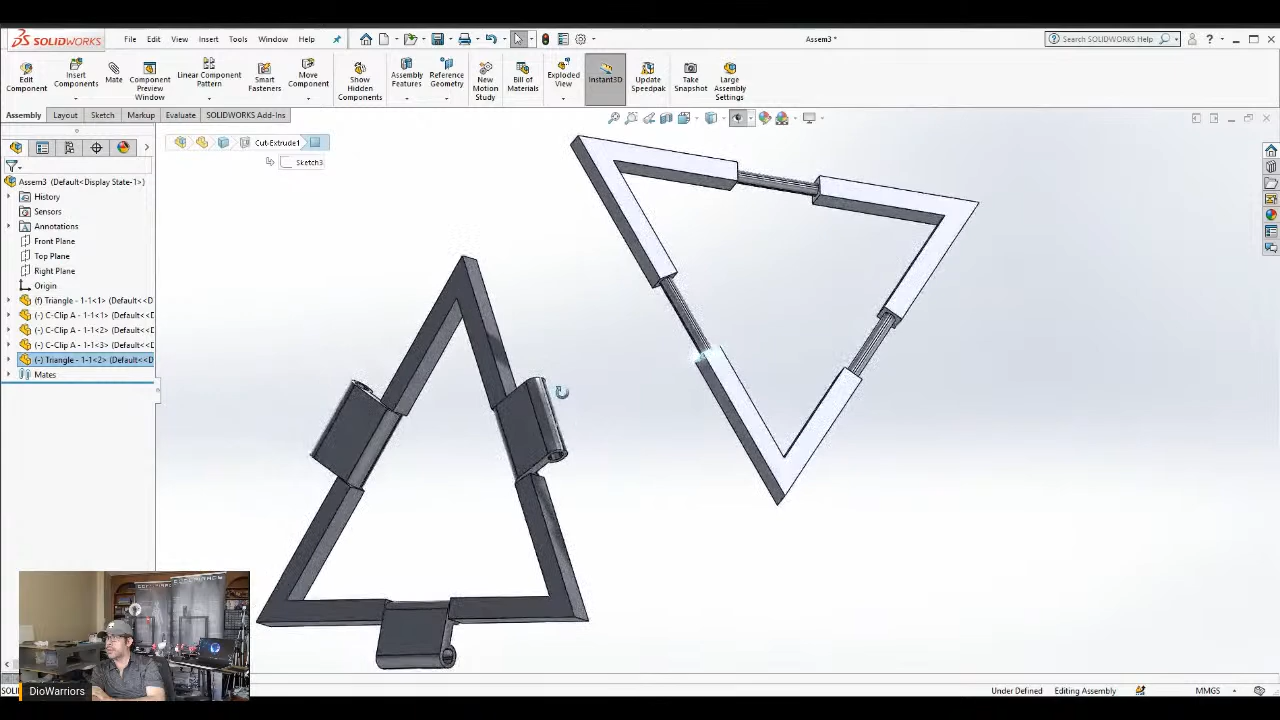 SOLIDWORKS File Edit View Insert Tools Window Help Assem3 * Search SOLIDWORKS Help
Edit Component
Insert Components
Mate
Component Preview Window
Linear Component Pattern
Smart Fasteners
Move Component
Show Hidden Components
Assembly Features
Reference Geometry
New Motion Study
Bill of Materials
Exploded View
Instant3D
Update Speedpak
Take Snapshot
Large Assembly Settings
Assembly Layout Sketch Markup Evaluate SOLIDWORKS Add-Ins
Cut-Extrude1
Sketch3
Assem3 (Default<Display State-1>)
History
Sensors
Annotations
Front Plane
Top Plane
Right Plane
Origin
(f) Triangle - 1-1<1> (Default<<D
(-) C-Clip A - 1-1<1> (Default<<D
(-) C-Clip A - 1-1<2> (Default<<D
(-) C-Clip A - 1-1<3> (Default<<D
(-) Triangle - 1-1<2> (Default<<D
Mates
DioWarriors
Under Defined Editing Assembly MMGS